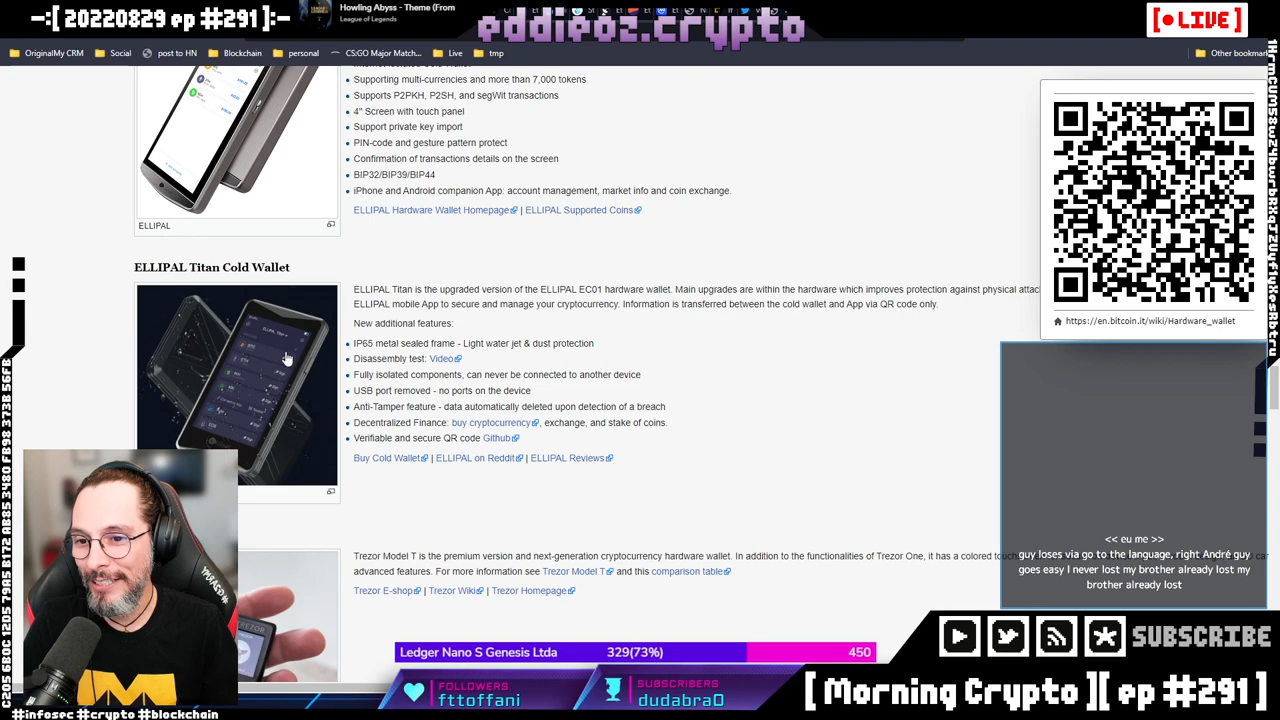 -:[ 20220829 ep #291]:-
Howling Abyss - Theme (From
League of Legends
eddieoz.crypto
[● LIVE]
OriginalMy CRM
Social
post to HN
Blockchain
personal
CS:GO Major Match...
Live
tmp
Other bookmar
Supporting multi-currencies and more than 7,000 tokens
Supports P2PKH, P2SH, and segWit transactions
4" Screen with touch panel
Support private key import
PIN-code and gesture pattern protect
Confirmation of transactions details on the screen
BIP32/BIP39/BIP44
iPhone and Android companion App: account management, market info and coin exchange.
ELLIPAL Hardware Wallet Homepage | ELLIPAL Supported Coins
ELLIPAL
ELLIPAL Titan Cold Wallet
ELLIPAL Titan is the upgraded version of the ELLIPAL EC01 hardware wallet. Main upgrades are within the hardware which improves protection against physical attac
ELLIPAL mobile App to secure and manage your cryptocurrency. Information is transferred between the cold wallet and App via QR code only.
New additional features:
IP65 metal sealed frame - Light water jet & dust protection
Disassembly test: Video
Fully isolated components, can never be connected to another device
USB port removed - no ports on the device
Anti-Tamper feature - data automatically deleted upon detection of a breach
Decentralized Finance: buy cryptocurrency, exchange, and stake of coins.
Verifiable and secure QR code Github
Buy Cold Wallet | ELLIPAL on Reddit | ELLIPAL Reviews
https://en.bitcoin.it/wiki/Hardware_wallet
<< eu me >>
guy loses via go to the language, right André guy
goes easy I never lost my brother already lost my
brother already lost
Trezor Model T is the premium version and next-generation cryptocurrency hardware wallet. In addition to the functionalities of Trezor One, it has a colored
advanced features. For more information see Trezor Model T and this comparison table
Trezor E-shop | Trezor Wiki | Trezor Homepage
TREZOR
Ledger Nano S Genesis Ltda 329(73%) 450
FOLLOWERS
fttoffani
SUBSCRIBERS
dudabra0
SUBSCRIBE
[ Morning Crypto ][ ep #291 ]
#infosec #crypto #blockchain